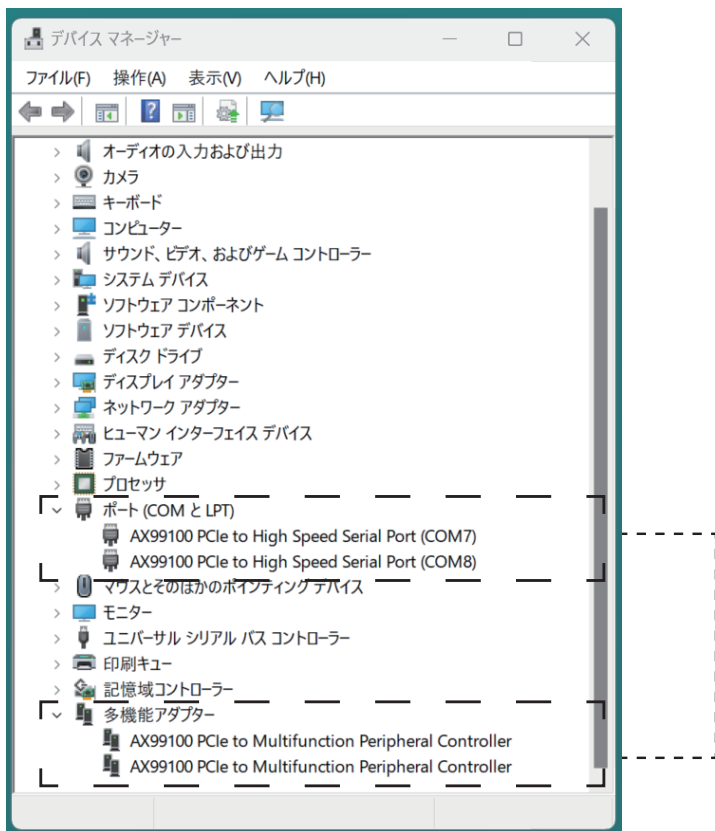 デバイス マネージャー
ファイル(F) 操作(A) 表示(V) ヘルプ(H)
オーディオの入力および出力
カメラ
キーボード
コンピューター
サウンド、ビデオ、およびゲーム コントローラー
システム デバイス
ソフトウェア コンポーネント
ソフトウェア デバイス
ディスク ドライブ
ディスプレイ アダプター
ネットワーク アダプター
ヒューマン インターフェイス デバイス
ファームウェア
プロセッサ
ポート (COM と LPT)
AX99100 PCIe to High Speed Serial Port (COM7)
AX99100 PCIe to High Speed Serial Port (COM8)
マウスとそのほかのポインティング デバイス
モニター
ユニバーサル シリアル バス コントローラー
印刷キュー
記憶域コントローラー
多機能アダプター
AX99100 PCIe to Multifunction Peripheral Controller
AX99100 PCIe to Multifunction Peripheral Controller